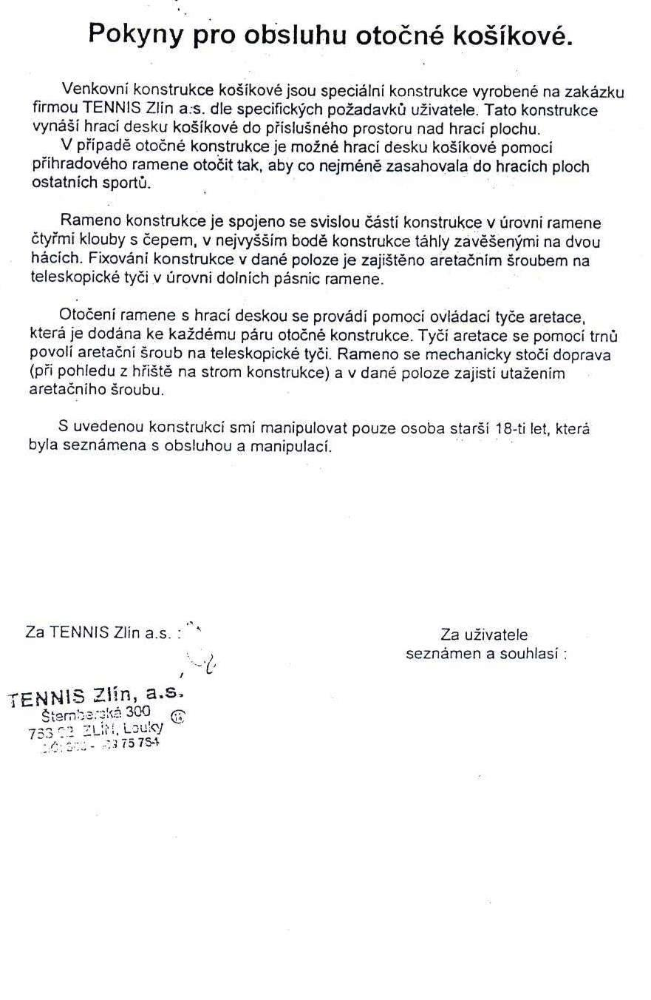 Pokyny pro obsluhu otočné košíkové.
Venkovní konstrukce košíkové jsou speciální konstrukce vyrobené na zakázku
firmou TENNIS Zlín a.s. dle specifických požadavků uživatele. Tato konstrukce
vynáší hrací desku košíkové do příslušného prostoru nad hrací plochu.
V případě otočné konstrukce je možné hrací desku košíkové pomocí
příhradového ramene otočit tak, aby co nejméně zasahovala do hracích ploch
ostatních sportů.
Rameno konstrukce je spojeno se svislou částí konstrukce v úrovni ramene
čtyřmi klouby s čepem, v nejvyšším bodě konstrukce táhly zavěšenými na dvou
hácích. Fixování konstrukce v dané poloze je zajištěno aretačním šroubem na
teleskopické tyči v úrovni dolních pásnic ramene.
Otočení ramene s hrací deskou se provádí pomocí ovládací tyče aretace,
která je dodána ke každému páru otočné konstrukce. Tyčí aretace se pomocí trnů
povolí aretační šroub na teleskopické tyči. Rameno se mechanicky stočí doprava
(při pohledu z hřiště na strom konstrukce) a v dané poloze zajistí utažením
aretačního šroubu.
S uvedenou konstrukcí smí manipulovat pouze osoba starší 18-ti let, která
byla seznámena s obsluhou a manipulací.
Za TENNIS Zlín a.s. :
Za uživatele
seznámen a souhlasí :
TENNIS Zlín, a.s.
Šternberská 300
ZLÍN, Louky
75 784